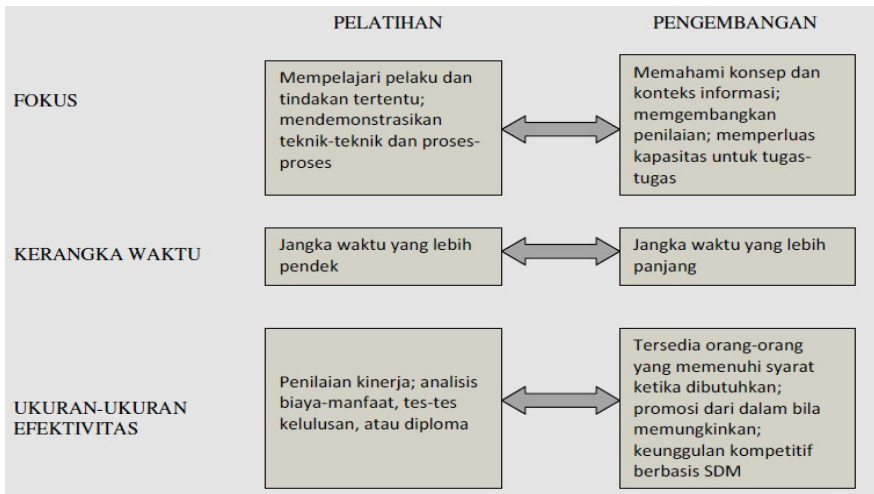 PELATIHAN
PENGEMBANGAN
FOKUS
Mempelajari pelaku dan
tindakan tertentu;
mendemonstrasikan
teknik-teknik dan proses-
proses
Memahami konsep dan
konteks informasi;
memgembangkan
penilaian; memperluas
kapasitas untuk tugas-
tugas
KERANGKA WAKTU
Jangka waktu yang lebih
pendek
Jangka waktu yang lebih
panjang
UKURAN-UKURAN
EFEKTIVITAS
Penilaian kinerja; analisis
biaya-manfaat, tes-tes
kelulusan, atau diploma
Tersedia orang-orang
yang memenuhi syarat
ketika dibutuhkan;
promosi dari dalam bila
memungkinkan;
keunggulan kompetitif
berbasis SDM